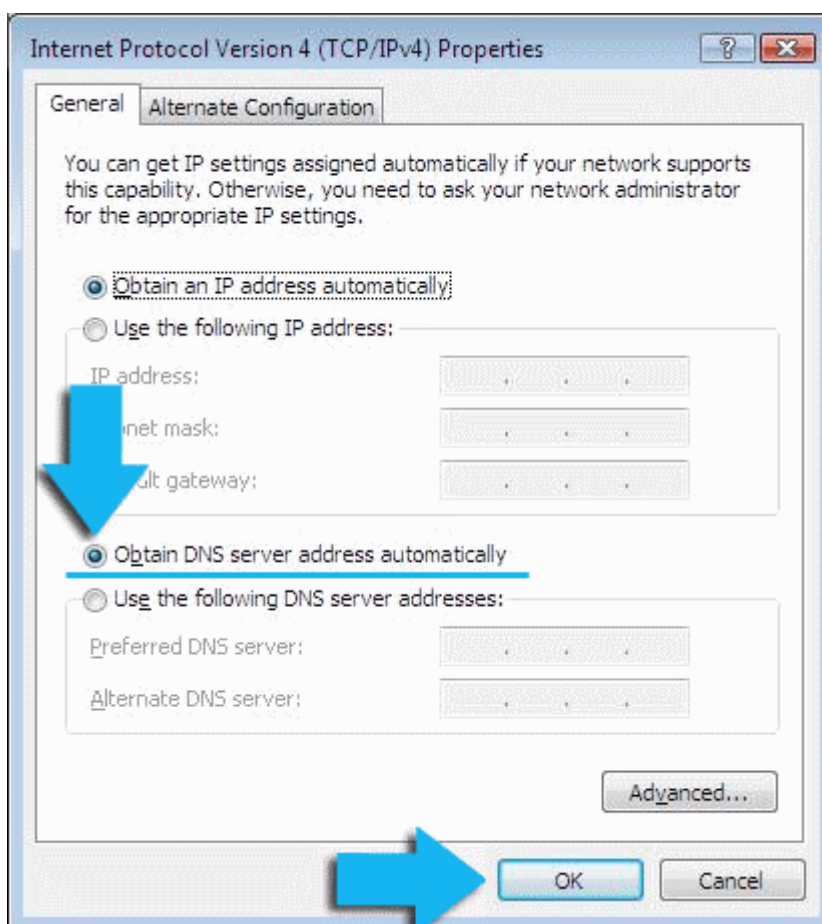 Internet Protocol Version 4 (TCP/IPv4) Properties
General
Alternate Configuration
You can get IP settings assigned automatically if your network supports
this capability. Otherwise, you need to ask your network administrator
for the appropriate IP settings.
Obtain an IP address automatically
Use the following IP address:
IP address:
mask:
gateway:
Obtain DNS server address automatically
Use the following DNS server addresses:
Preferred DNS server:
Alternate DNS server:
Advanced...
OK
Cancel